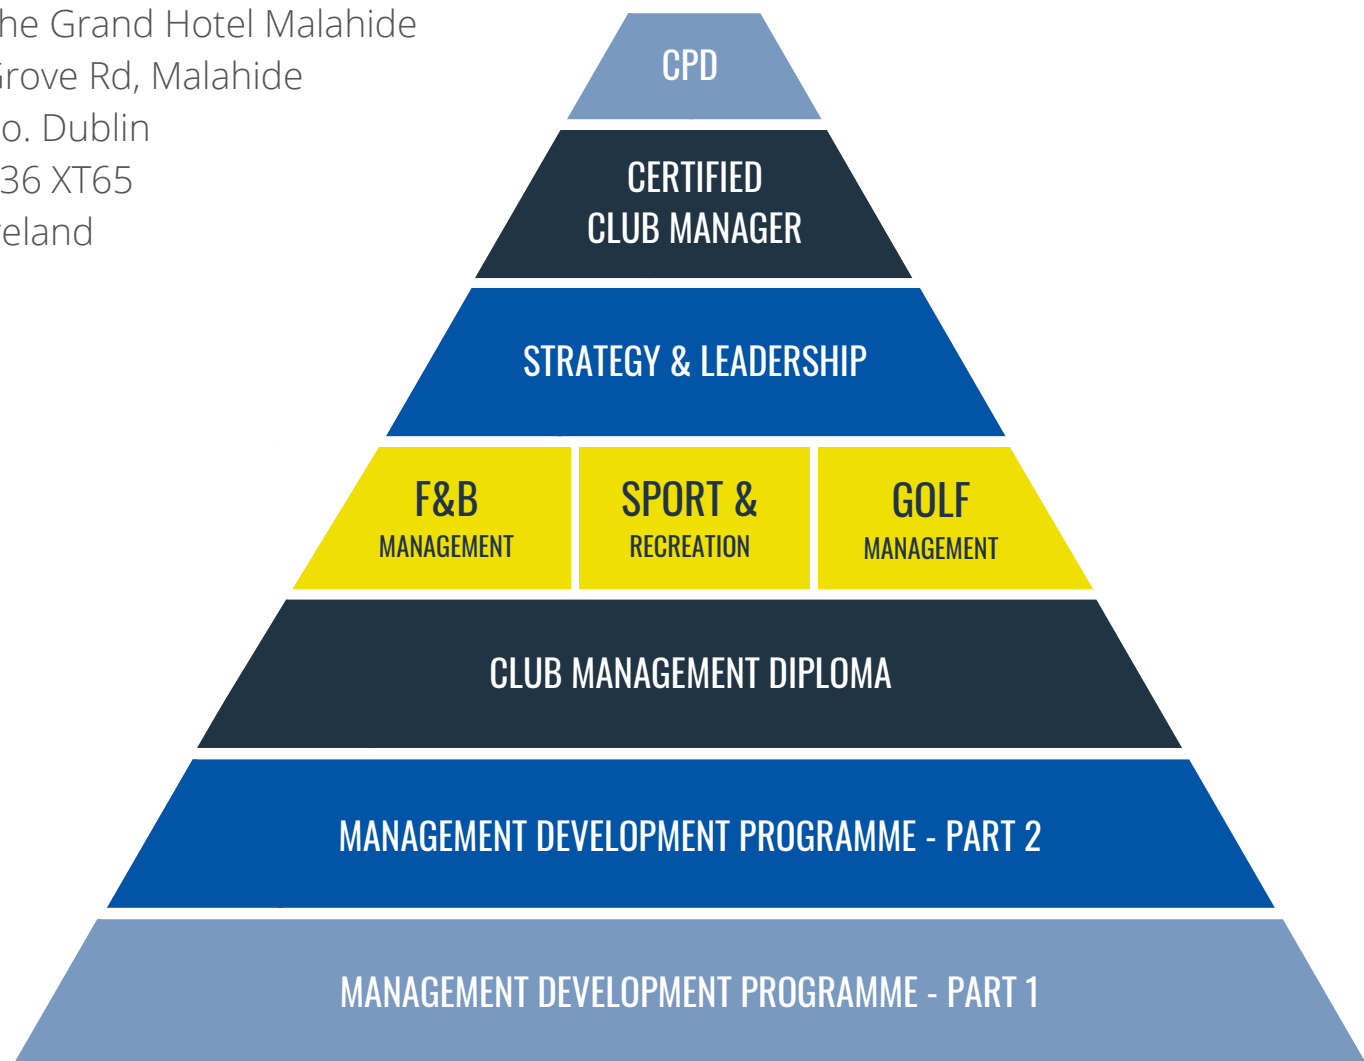 he Grand Hotel Malahide
Grove Rd, Malahide
o. Dublin
36 XT65
reland
CPD
CERTIFIED
CLUB MANAGER
STRATEGY & LEADERSHIP
F&B
MANAGEMENT
SPORT &
RECREATION
GOLF
MANAGEMENT
CLUB MANAGEMENT DIPLOMA
MANAGEMENT DEVELOPMENT PROGRAMME - PART 2
MANAGEMENT DEVELOPMENT PROGRAMME - PART 1